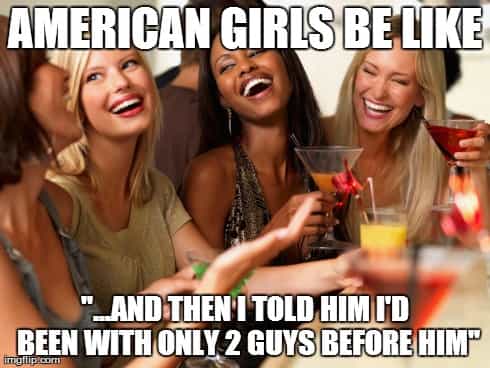 AMERICAN GIRLS BE LIKE
"...AND THEN I TOLD HIM I'D
BEEN WITH ONLY 2 GUYS BEFORE HIM"
imgflip.com